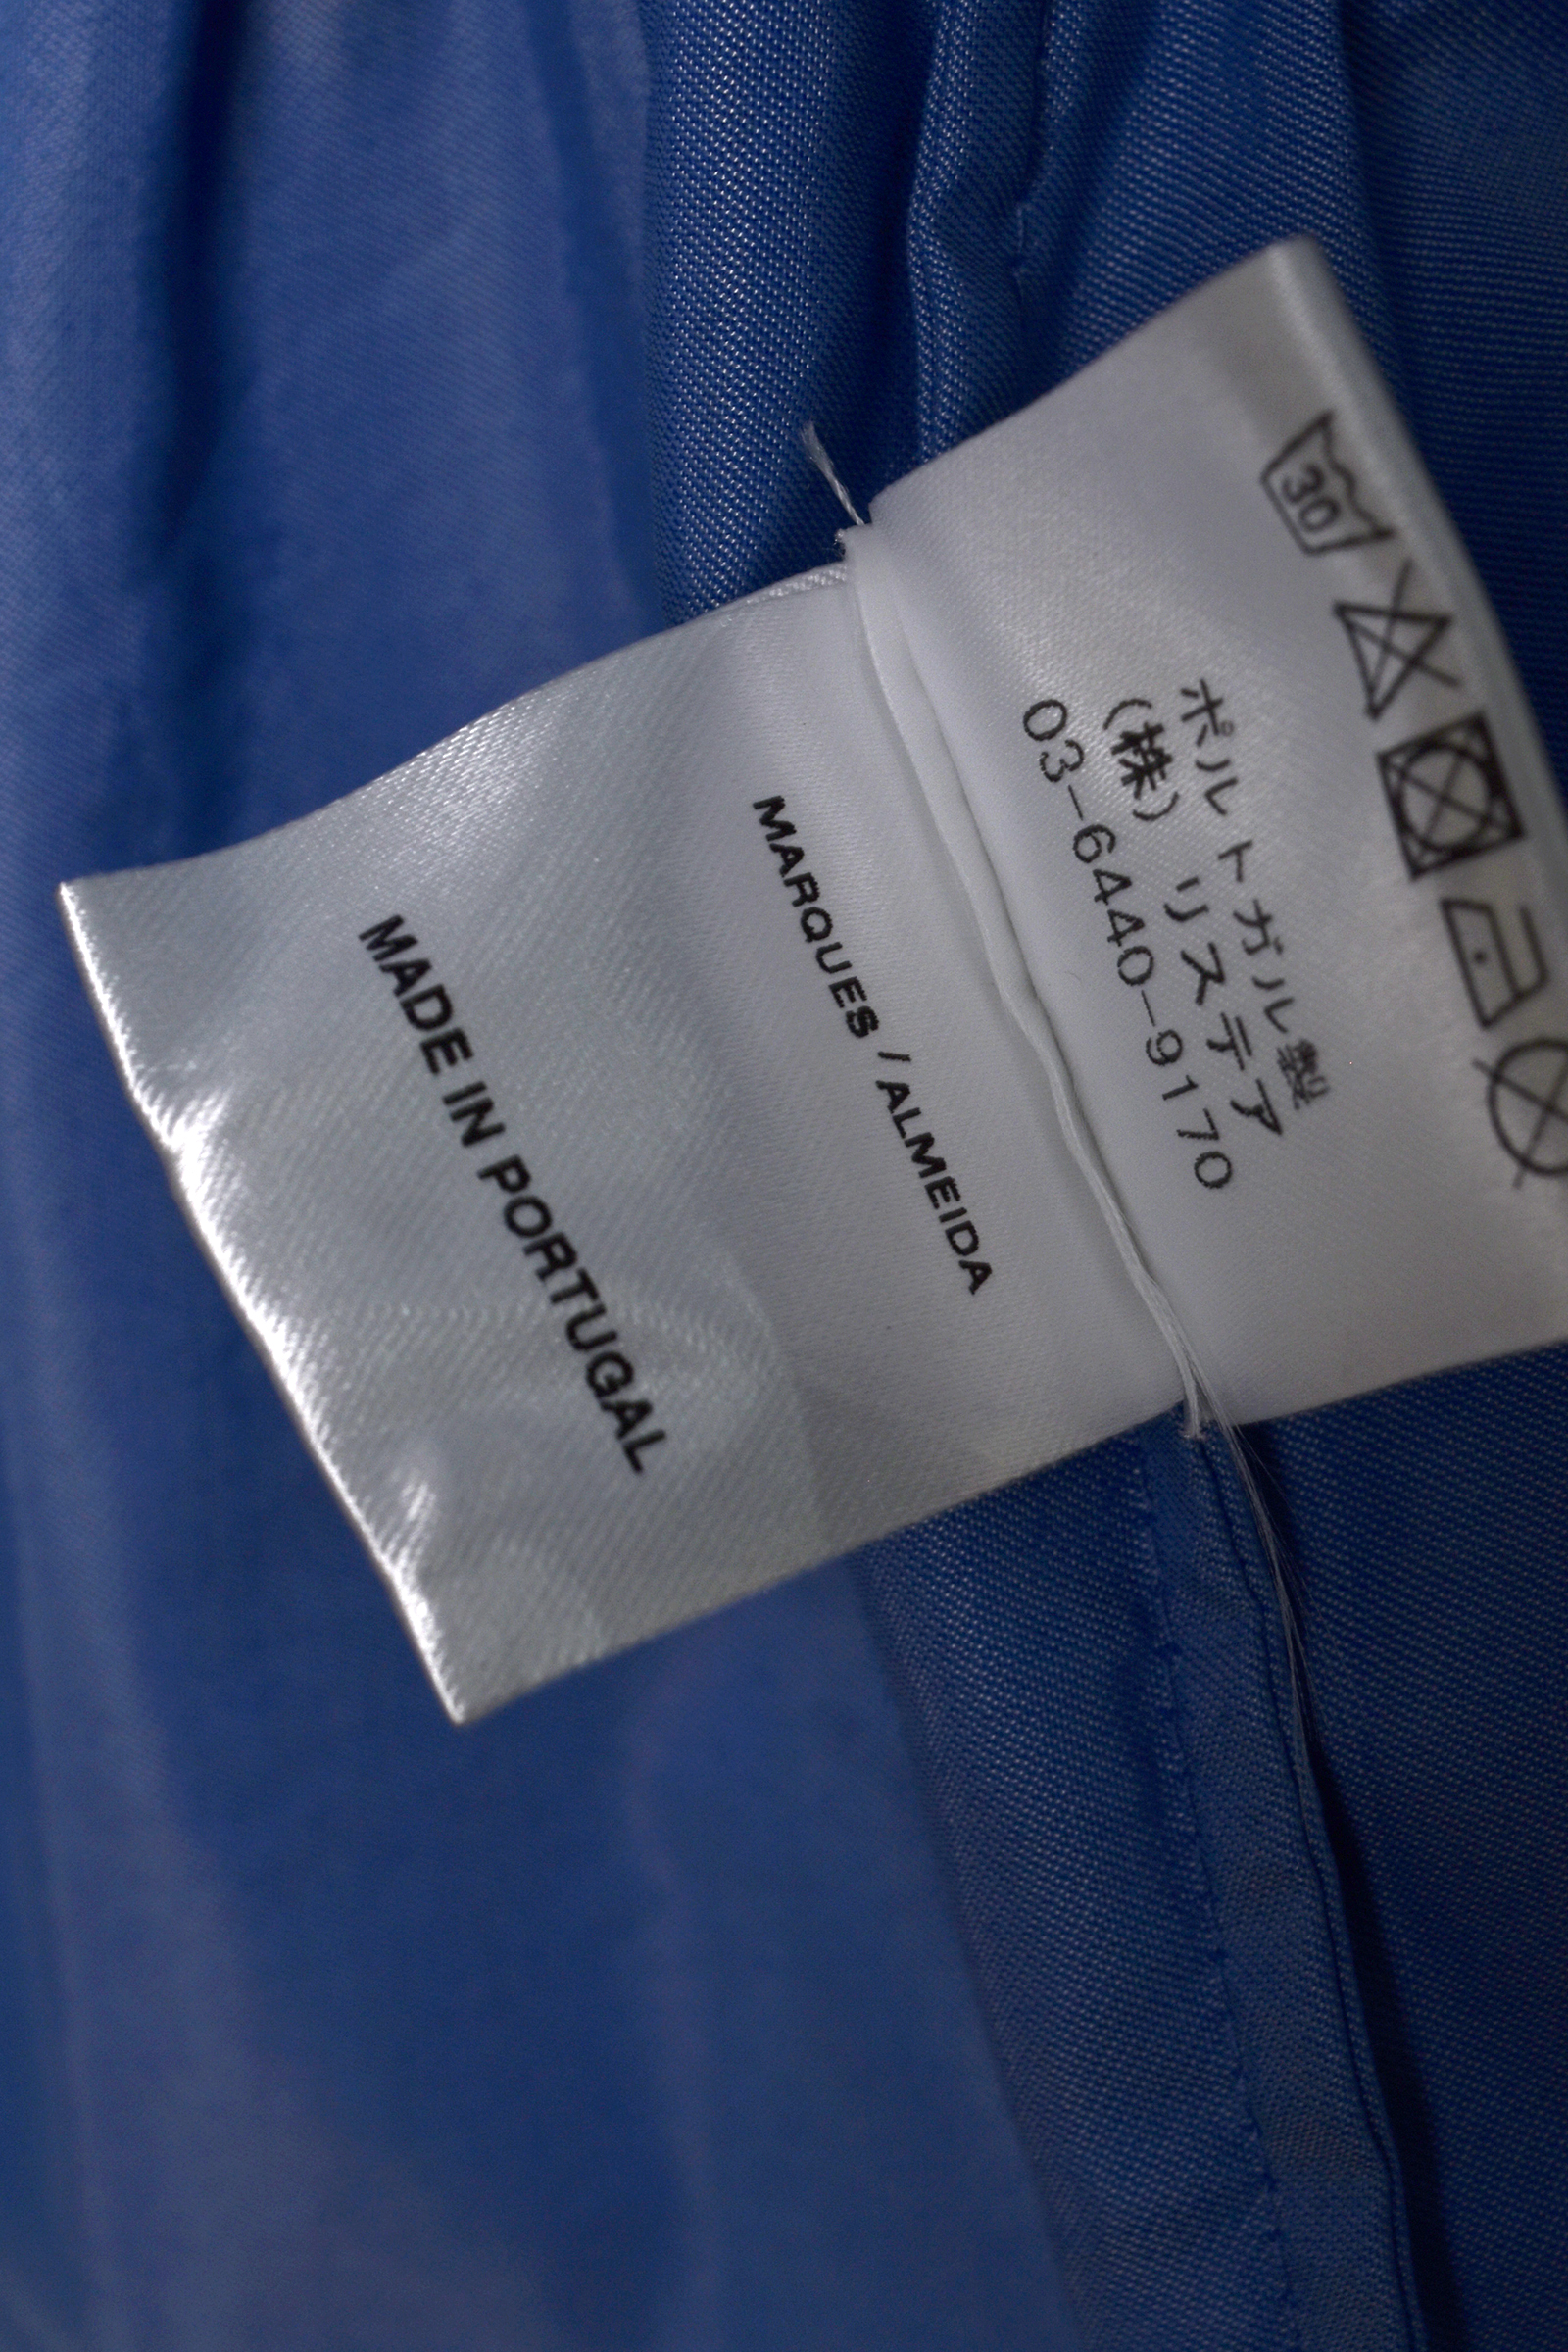 30
ポルトガル製
(株) リステア
03-6440-9170
MARQUES / ALMEIDA
MADE IN PORTUGAL